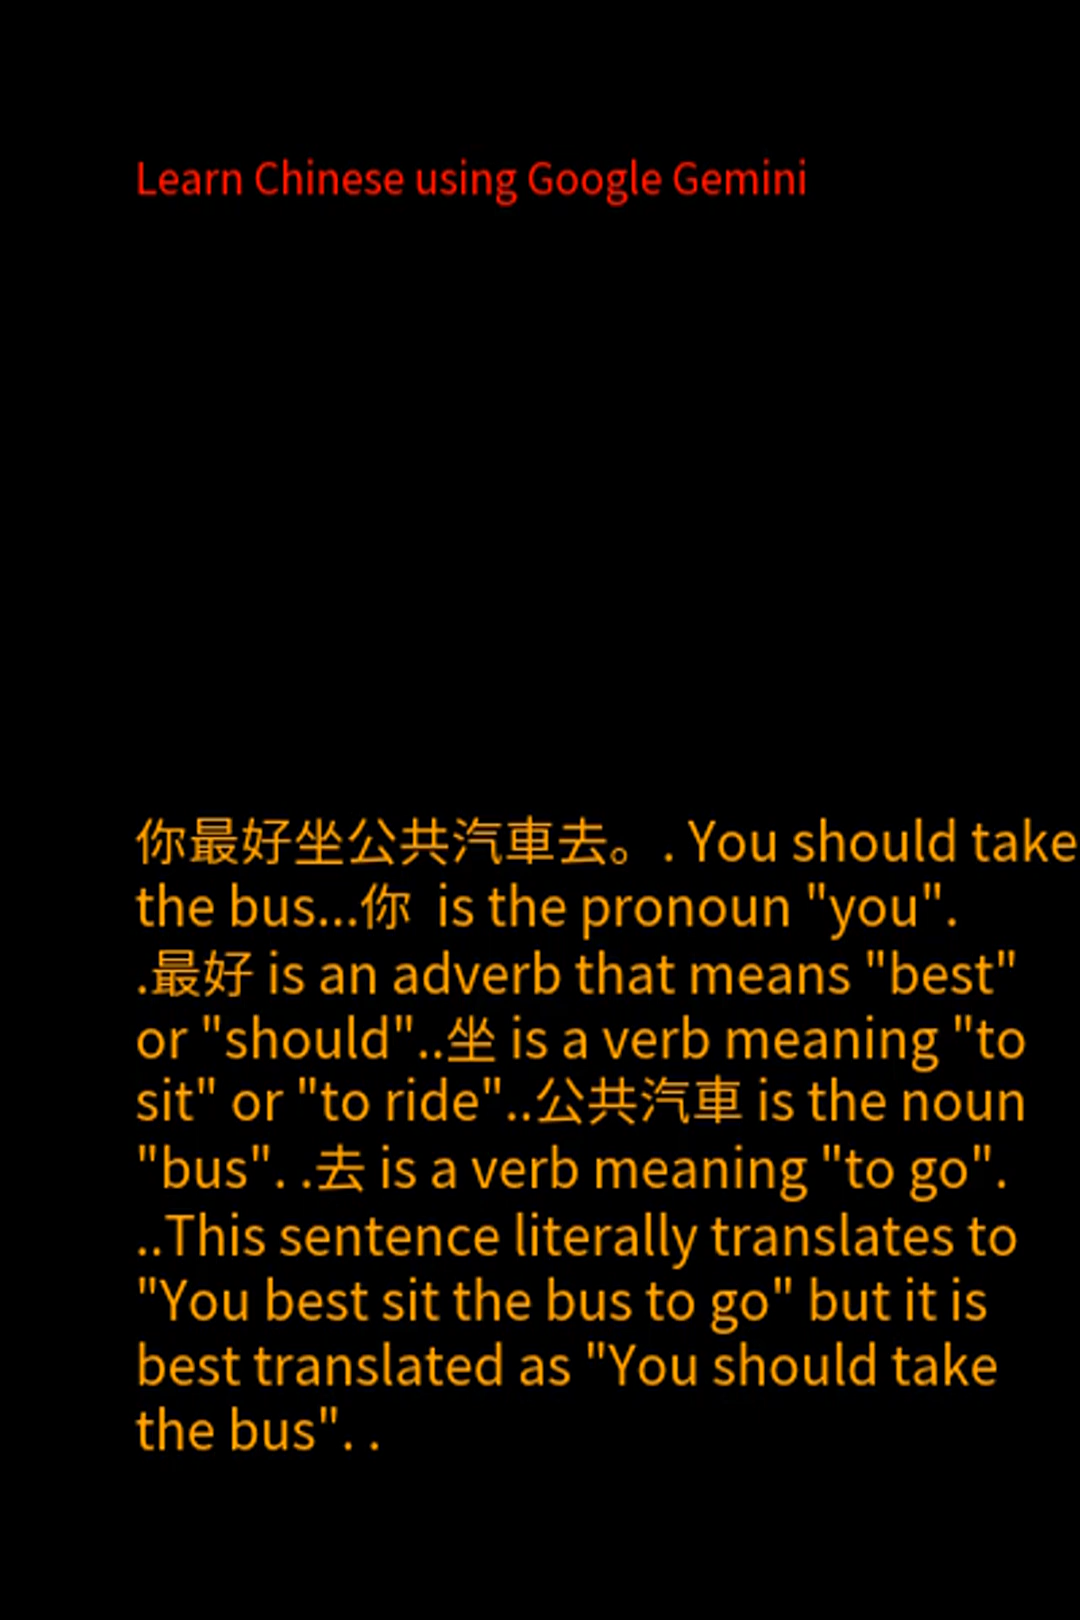 Learn Chinese using Google Gemini
你最好坐公共汽車去。. You should take
the bus...你 is the pronoun "you".
.最好 is an adverb that means "best"
or "should"..坐 is a verb meaning "to
sit" or "to ride"..公共汽車 is the noun
"bus". .去 is a verb meaning "to go".
..This sentence literally translates to
"You best sit the bus to go" but it is
best translated as "You should take
the bus". .